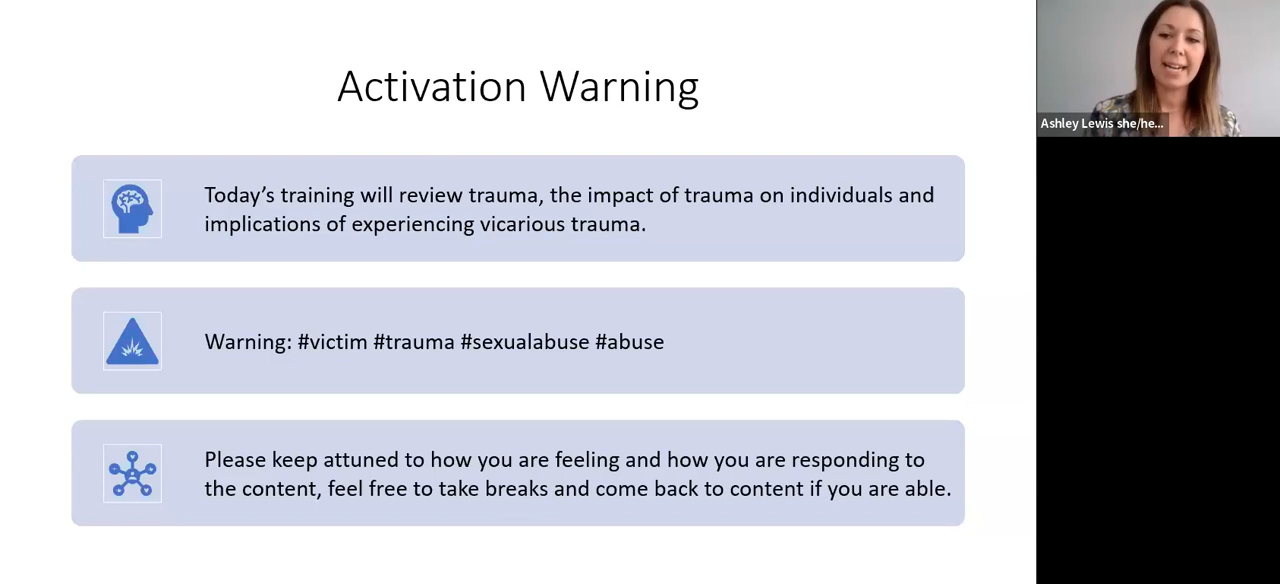 Activation Warning
Today’s training will review trauma, the impact of trauma on individuals and
implications of experiencing vicarious trauma.
Warning: #victim #trauma #sexualabuse #abuse
Please keep attuned to how you are feeling and how you are responding to
the content, feel free to take breaks and come back to content if you are able.
Ashley Lewis she/he...